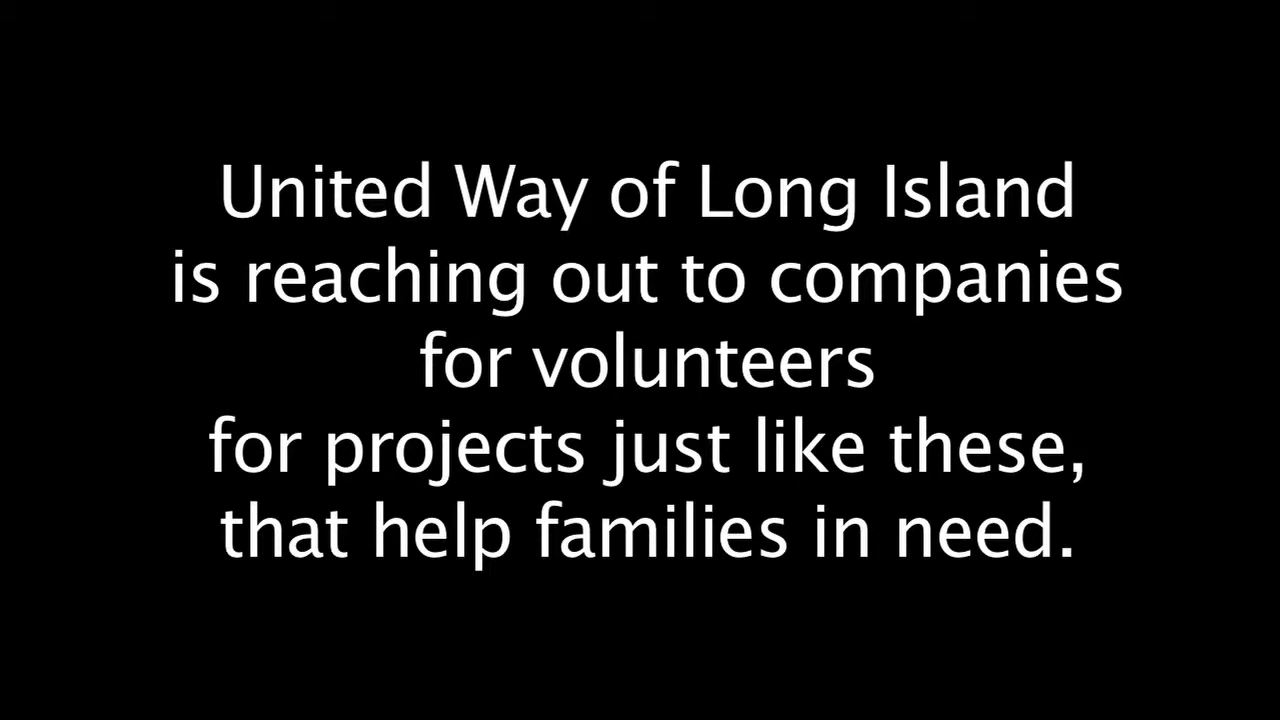 United Way of Long Island
is reaching out to companies
for volunteers
for projects just like these,
that help families in need.